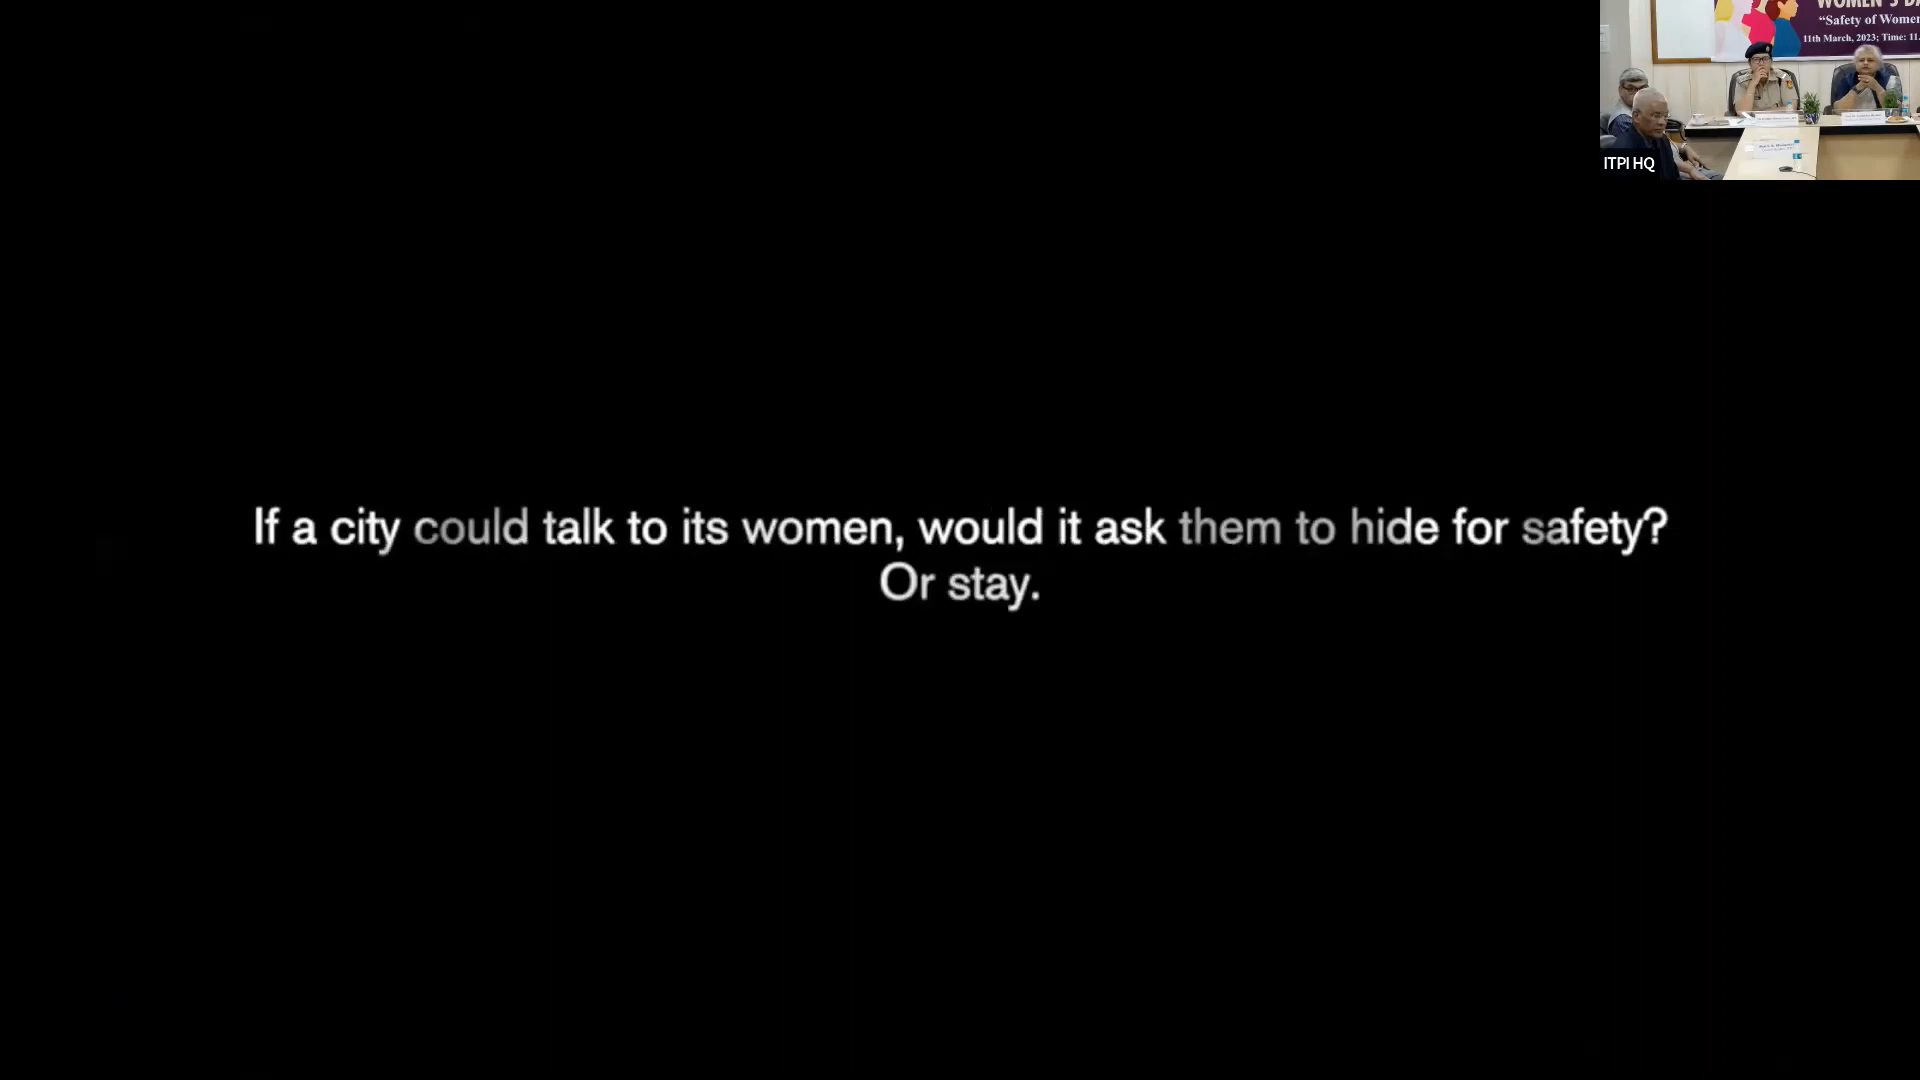 WOMEN'S DA
"Safety of Women
11th March, 2023; Time: 11.
ITPI HQ
If a city could talk to its women, would it ask them to hide for safety?
Or stay.